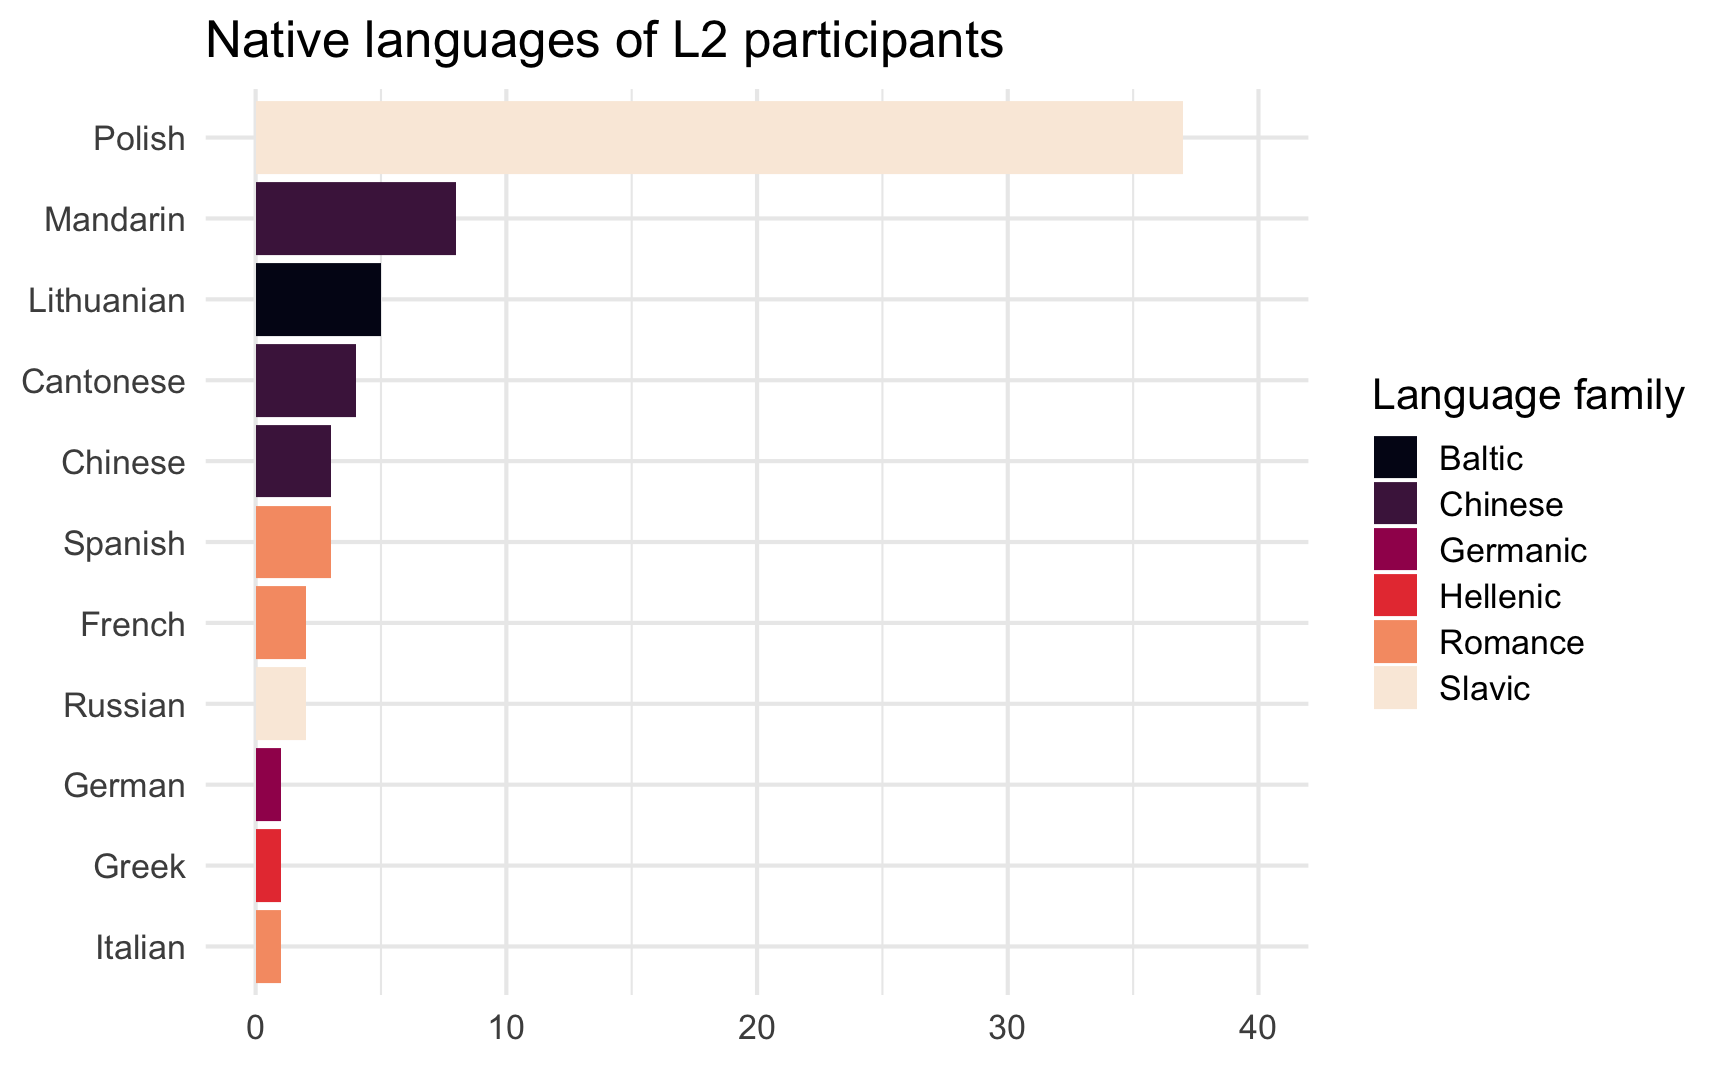 Native languages of L2 participants
Polish
Mandarin
Lithuanian
Cantonese
Chinese
Spanish
French
Russian
German
Greek
Italian
0 10 20 30 40
Language family
Baltic
Chinese
Germanic
Hellenic
Romance
Slavic